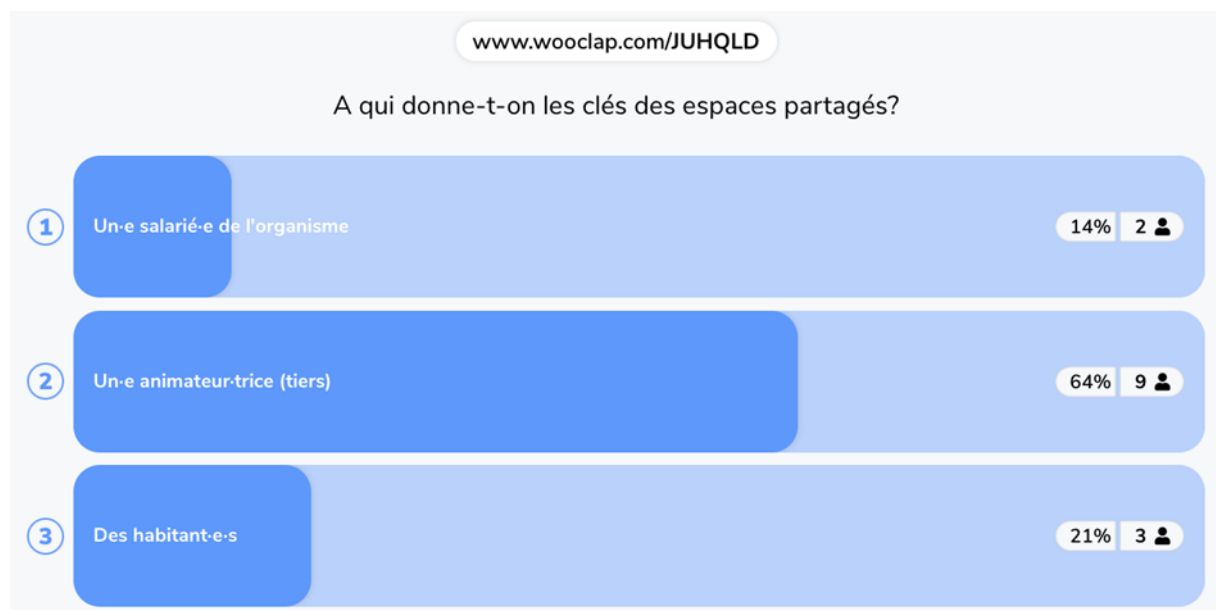 www.wooclap.com/JUHQLD
A qui donne-t-on les clés des espaces partagés?
1
Un·e salarié·e de l'organisme
14% 2
2
Un·e animateur·trice (tiers)
64% 9
3
Des habitant·e·s
21% 3